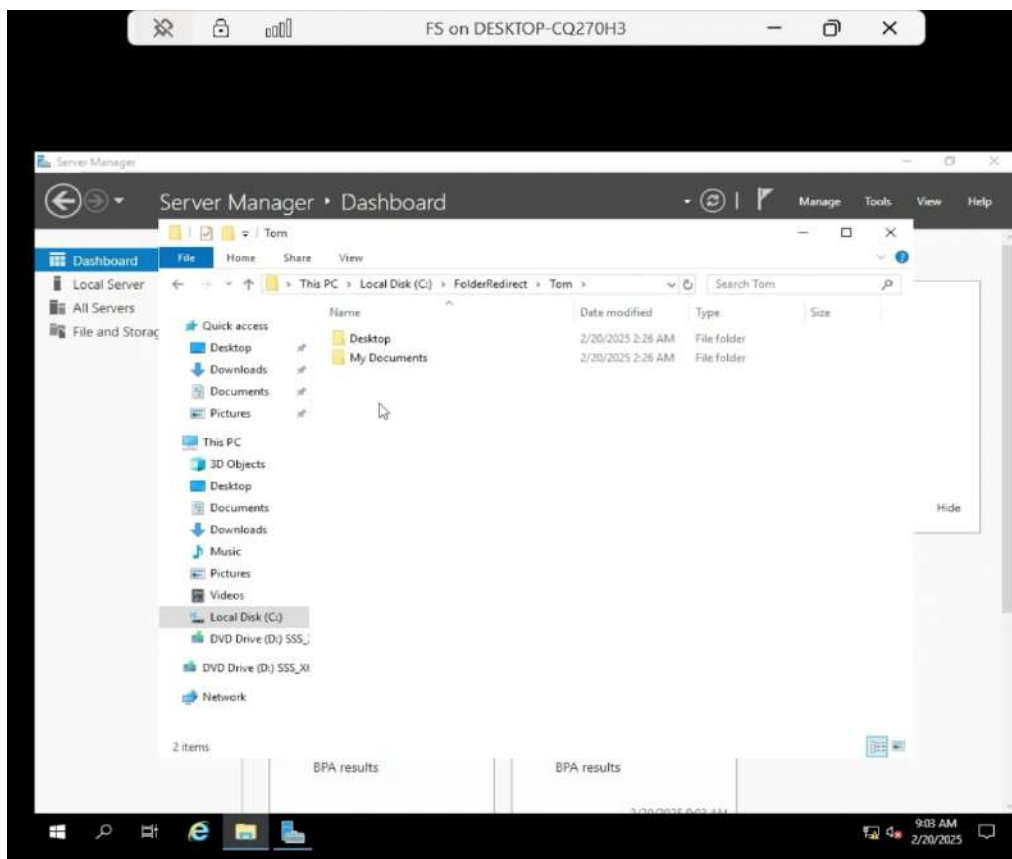 FS on DESKTOP-CQ270H3
Server Manager
Server Manager • Dashboard
Manage Tools View Help
Tom
File Home Share View
This PC > Local Disk (C:) > FolderRedirect > Tom >
Search Tom
Dashboard
Local Server
All Servers
File and Storag
Quick access
Desktop
Downloads
Documents
Pictures
This PC
3D Objects
Desktop
Documents
Downloads
Music
Pictures
Videos
Local Disk (C:)
DVD Drive (D:) SSS_
DVD Drive (D:) SSS_X
Network
Name Date modified Type Size
Desktop 2/20/2025 2:26 AM File folder
My Documents 2/20/2025 2:26 AM File folder
Hide
2 items
BPA results BPA results
9:03 AM
2/20/2025